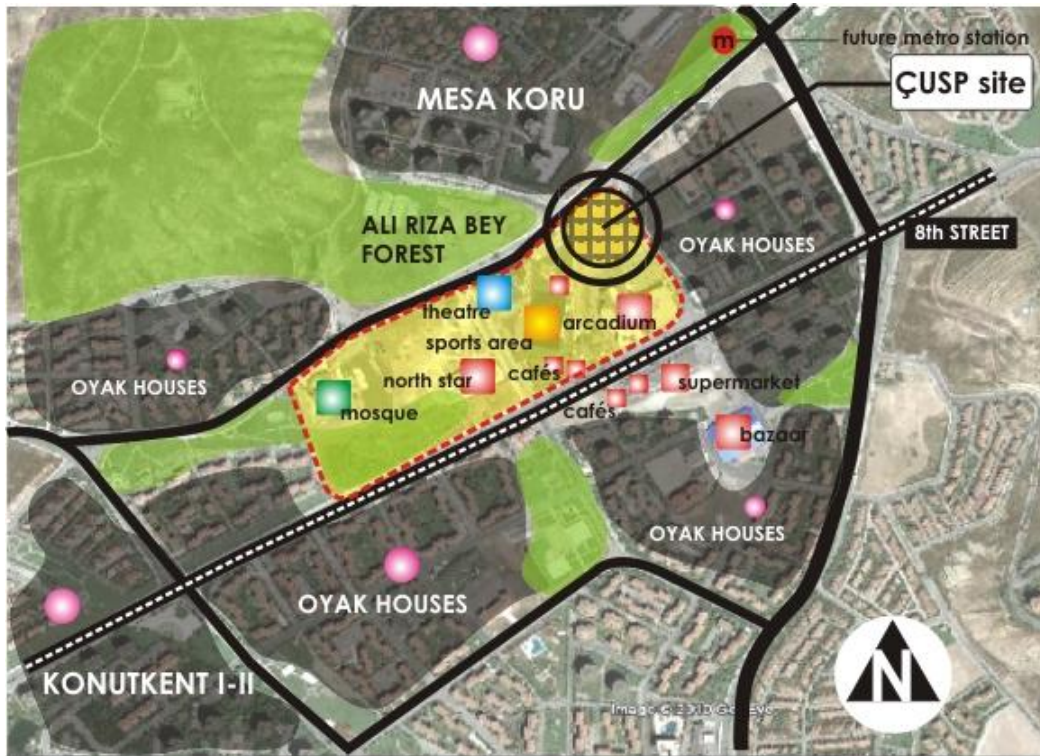 m
future métro station
ÇUSP site
MESA KORU
ALI RIZA BEY
FOREST
OYAK HOUSES
8th STREET
theatre
arcadium
sports area
OYAK HOUSES
north star
cafés
supermarket
mosque
cafés
bazaar
OYAK HOUSES
OYAK HOUSES
KONUTKENT I-II
N